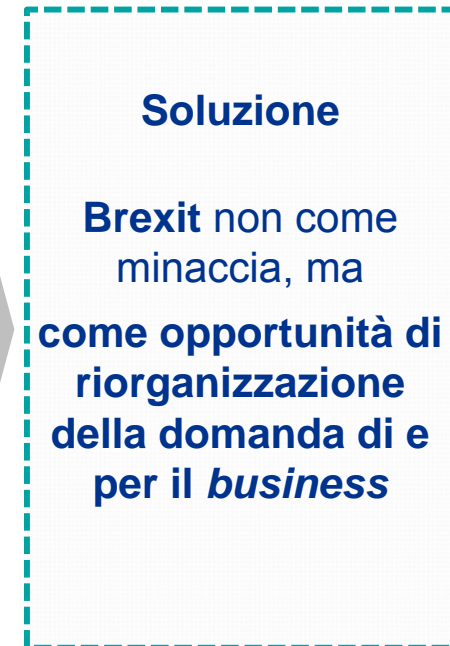 Soluzione
Brexit non come
minaccia, ma
come opportunità di
riorganizzazione
della domanda di e
per il business